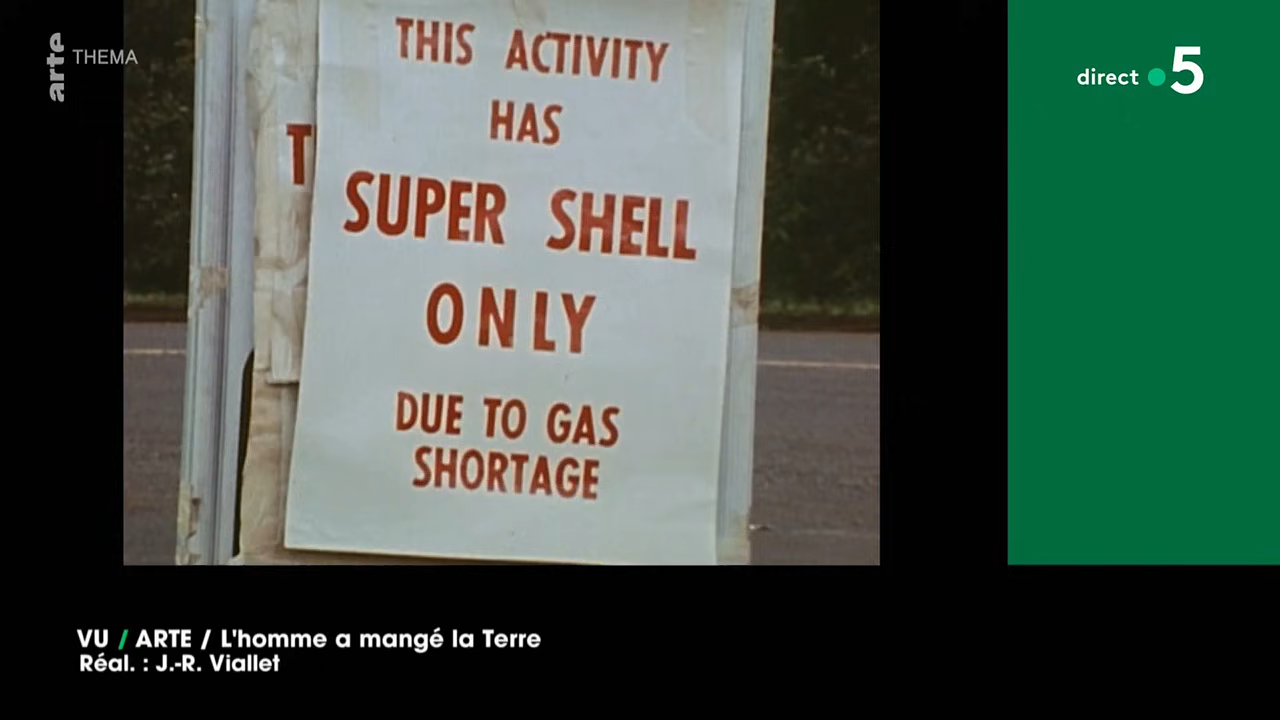 arte THEMA
direct 5
THIS ACTIVITY
HAS
T
SUPER SHELL
ONLY
DUE TO GAS
SHORTAGE
VU / ARTE / L'homme a mangé la Terre
Réal. : J.-R. Viallet